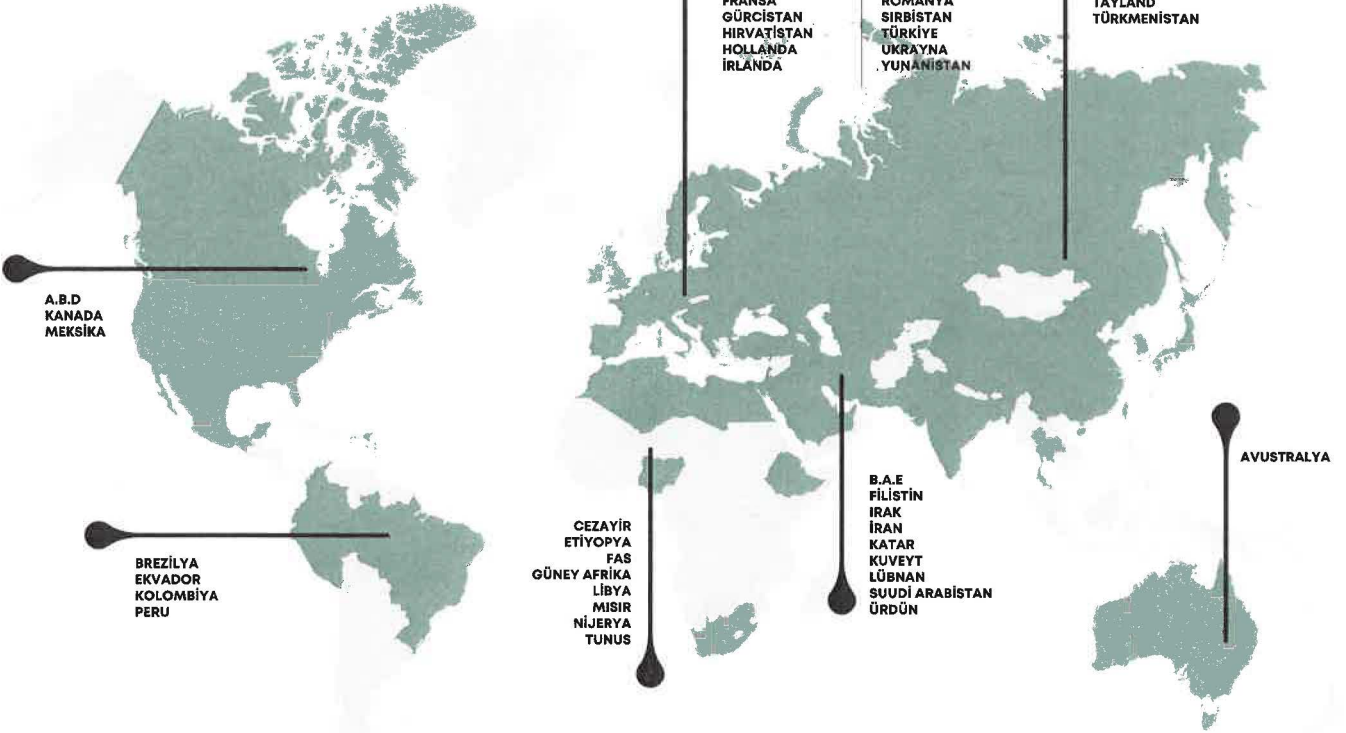 FRANSA
GÜRCİSTAN
HIRVATİSTAN
HOLLANDA
İRLANDA
ROMANYA
SIRBİSTAN
TÜRKİYE
UKRAYNA
YUNANİSTAN
TAYLAND
TÜRKMENİSTAN
A.B.D
KANADA
MEKSİKA
BREZİLYA
EKVADOR
KOLOMBİYA
PERU
CEZAYİR
ETİYOPYA
FAS
GÜNEY AFRİKA
LİBYA
MISIR
NİJERYA
TUNUS
B.A.E
FİLİSTİN
IRAK
İRAN
KATAR
KUVEYT
LÜBNAN
SUUDİ ARABİSTAN
ÜRDÜN
AVUSTRALYA